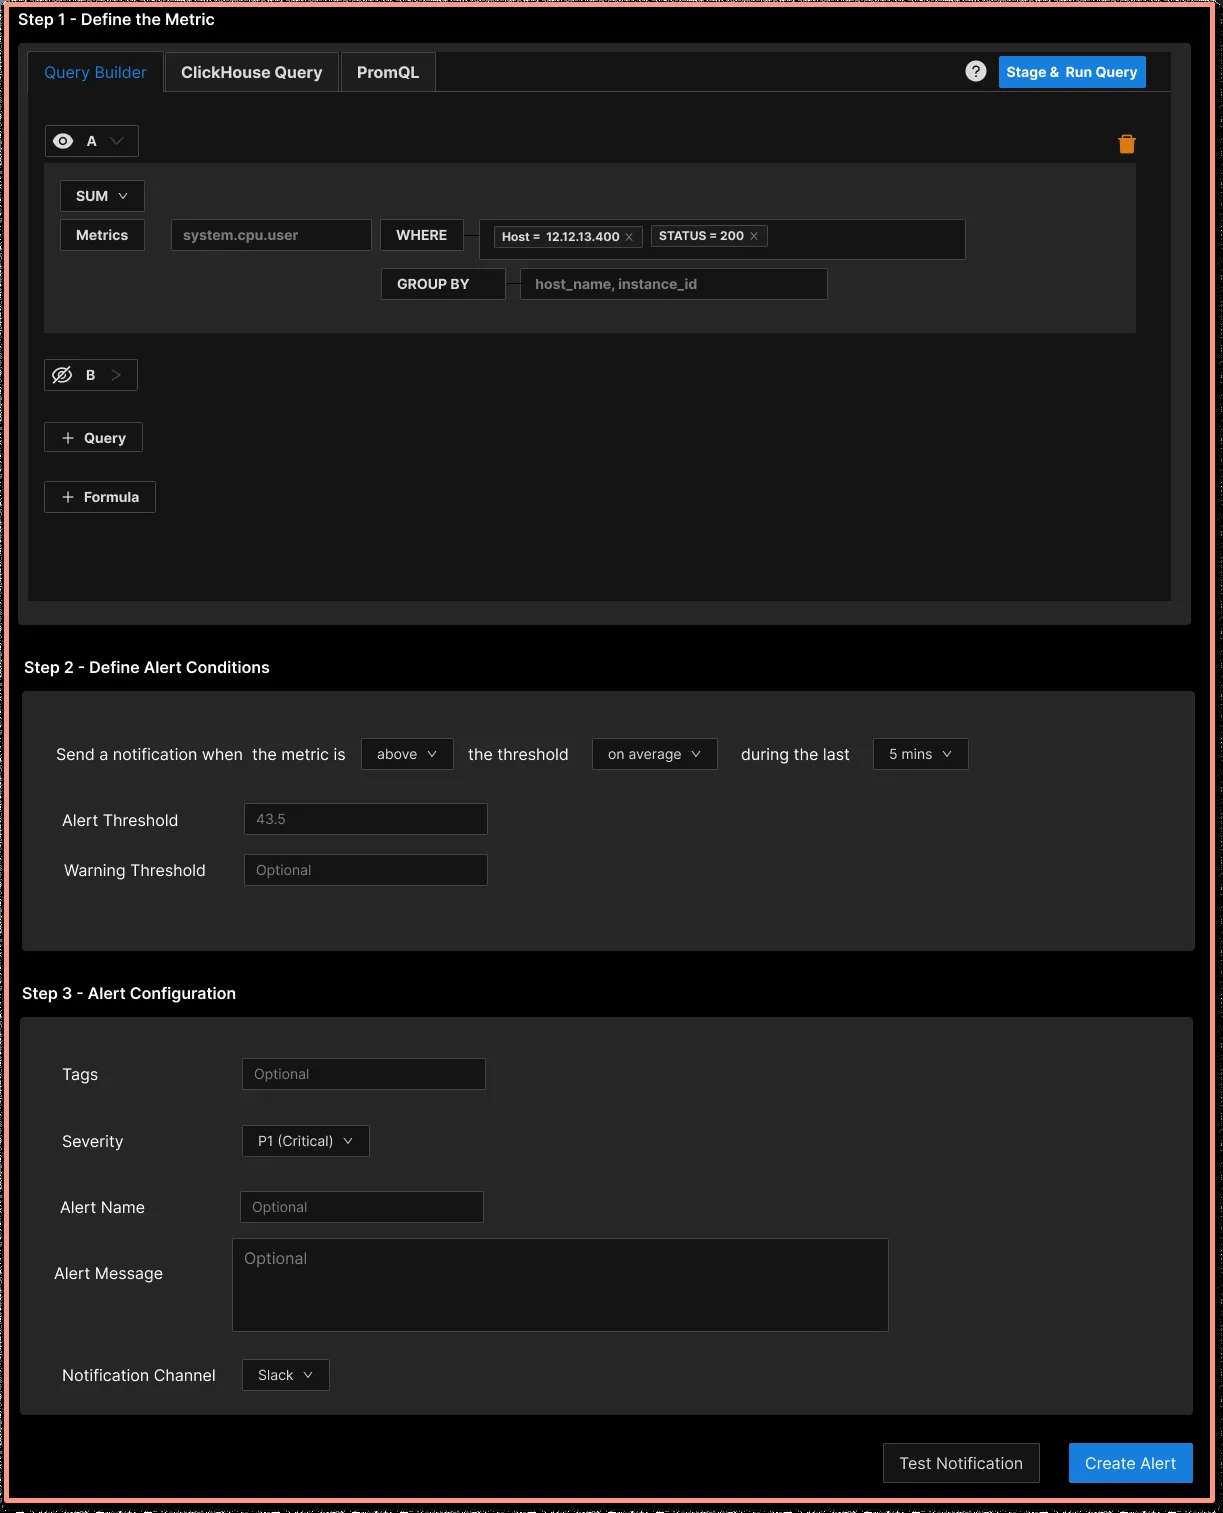 Step 1 - Define the Metric
Query Builder ClickHouse Query PromQL ? Stage & Run Query
A
SUM
Metrics system.cpu.user WHERE Host = 12.12.13.400 × STATUS = 200 ×
GROUP BY host_name, instance_id
B >
+ Query
+ Formula
Step 2 - Define Alert Conditions
Send a notification when the metric is above the threshold on average during the last 5 mins
Alert Threshold 43.5
Warning Threshold Optional
Step 3 - Alert Configuration
Tags Optional
Severity P1 (Critical)
Alert Name Optional
Alert Message Optional
Notification Channel Slack
Test Notification Create Alert